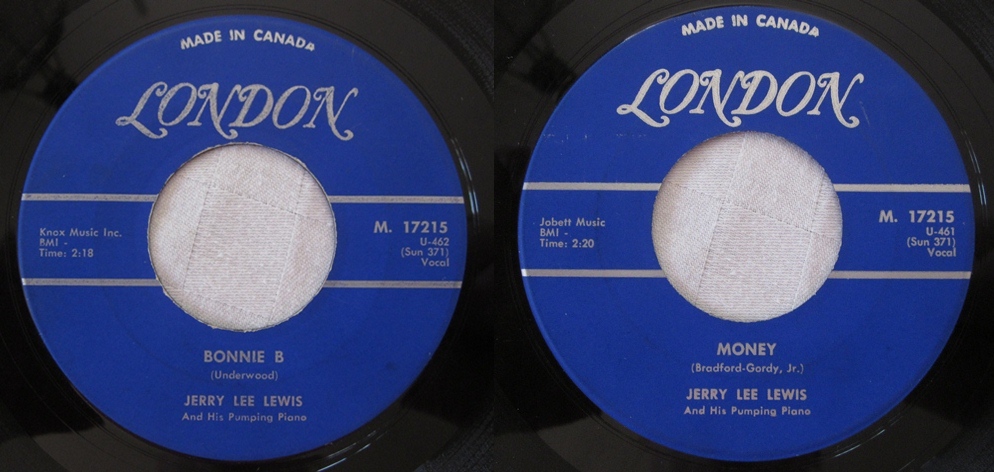 MADE IN CANADA
LONDON
Knox Music Inc.
BMI -
Time: 2:18
M. 17215
U-462
(Sun 371)
Vocal
BONNIE B
(Underwood)
JERRY LEE LEWIS
And His Pumping Piano
MADE IN CANADA
LONDON
Jobett Music
BMI -
Time: 2:20
M. 17215
U-461
(Sun 371)
Vocal
MONEY
(Bradford-Gordy, Jr.)
JERRY LEE LEWIS
And His Pumping Piano